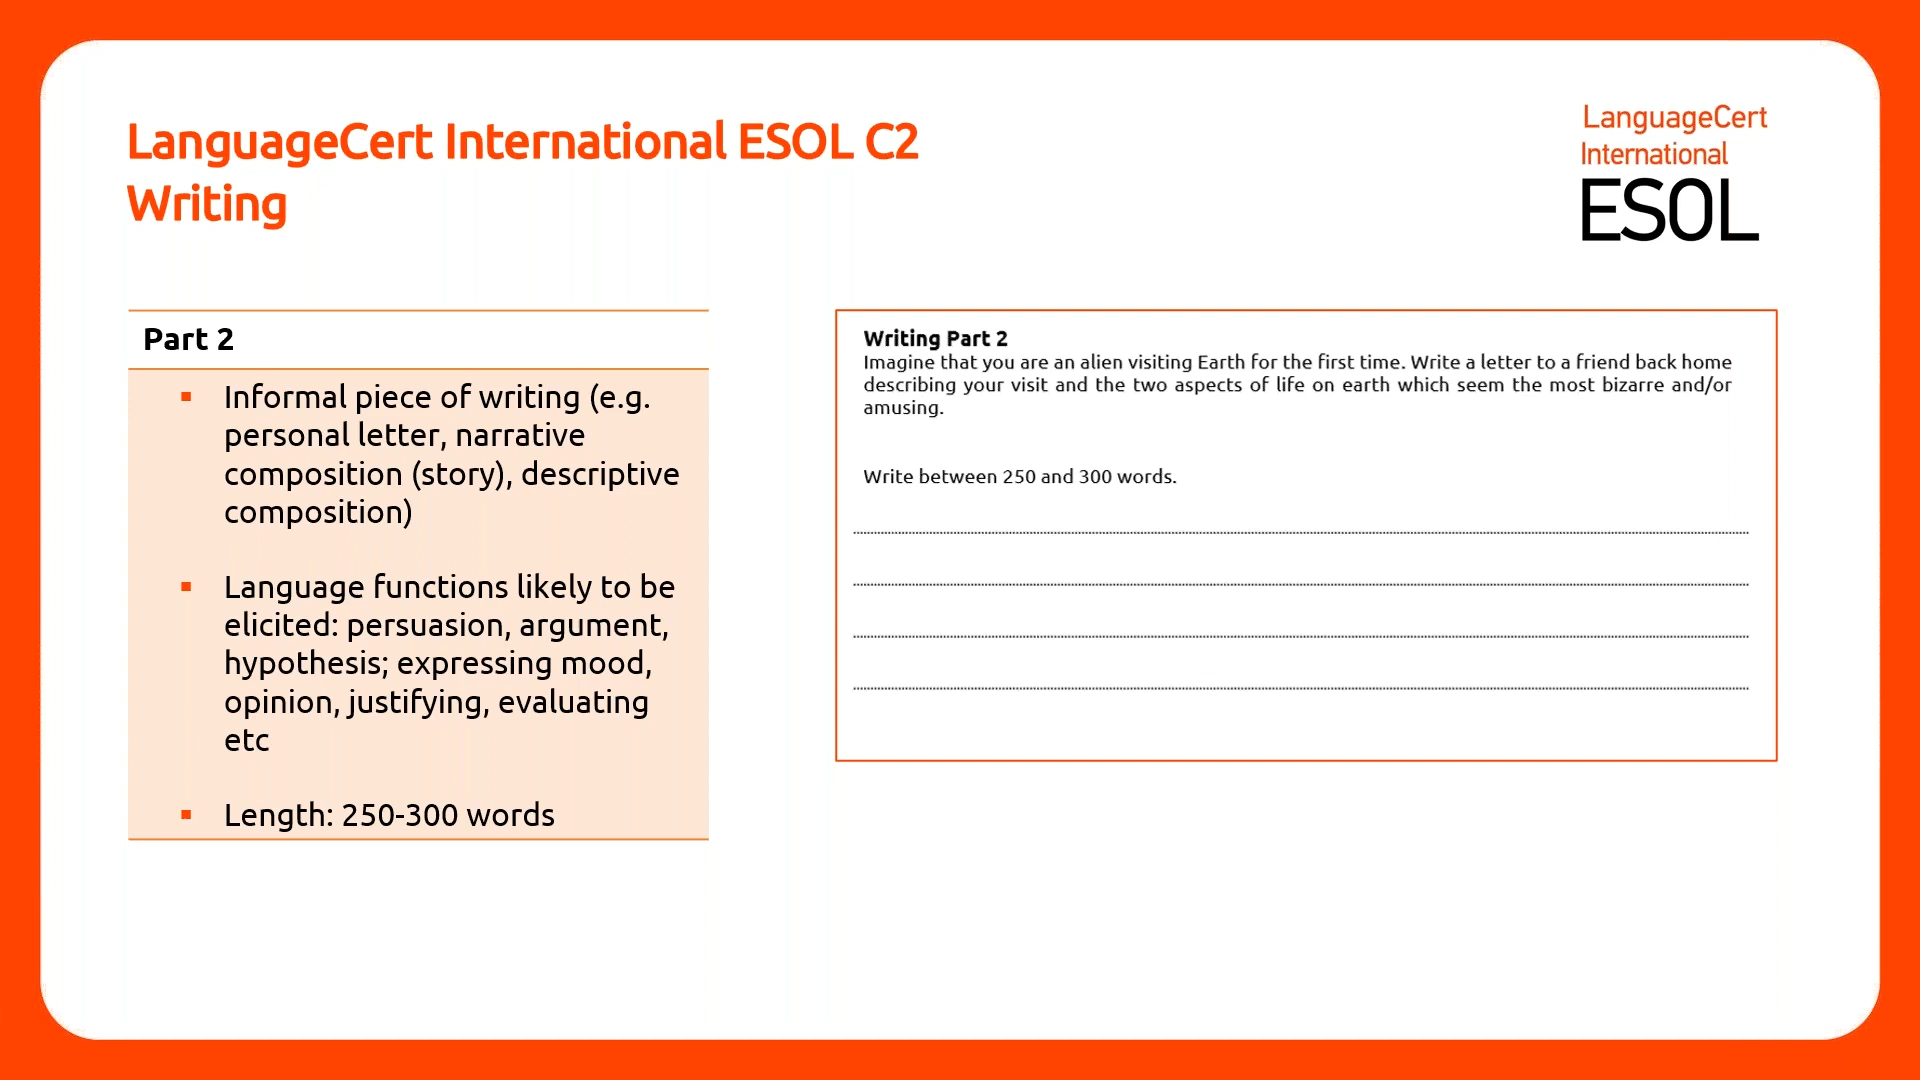 LanguageCert International ESOL C2
Writing
LanguageCert
International
ESOL
Part 2
Informal piece of writing (e.g.
personal letter, narrative
composition (story), descriptive
composition)
Language functions likely to be
elicited: persuasion, argument,
hypothesis; expressing mood,
opinion, justifying, evaluating
etc
Length: 250-300 words
Writing Part 2
Imagine that you are an alien visiting Earth for the first time. Write a letter to a friend back home
describing your visit and the two aspects of life on earth which seem the most bizarre and/or
amusing.
Write between 250 and 300 words.